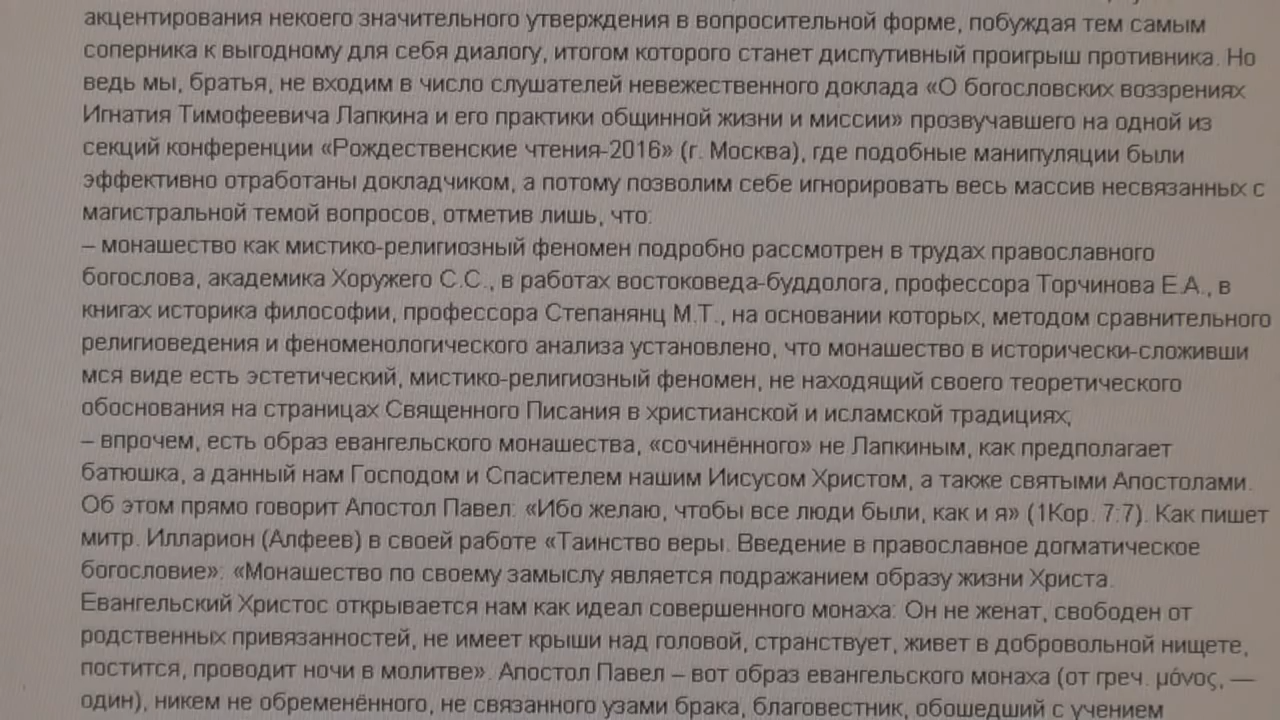 акцентирования некоего значительного утверждения в вопросительной форме, побуждая тем самым
соперника к выгодному для себя диалогу, итогом которого станет диспутивный проигрыш противника. Но
ведь мы, братья, не входим в число слушателей невежественного доклада «О богословских воззрениях
Игнатия Тимофеевича Лапкина и его практики общинной жизни и миссии» прозвучавшего на одной из
секций конференции «Рождественские чтения-2016» (г. Москва), где подобные манипуляции были
эффективно отработаны докладчиком, а потому позволим себе игнорировать весь массив несвязанных с
магистральной темой вопросов, отметив лишь, что:
– монашество как мистико-религиозный феномен подробно рассмотрен в трудах православного
богослова, академика Хоружего С.С., в работах востоковеда-буддолога, профессора Торчинова Е.А., в
книгах историка философии, профессора Степанянц М.Т., на основании которых, методом сравнительного
религиоведения и феноменологического анализа установлено, что монашество в исторически-сложивши
мся виде есть эстетический, мистико-религиозный феномен, не находящий своего теоретического
обоснования на страницах Священного Писания в христианской и исламской традициях;
– впрочем, есть образ евангельского монашества, «сочинённого» не Лапкиным, как предполагает
батюшка, а данный нам Господом и Спасителем нашим Иисусом Христом, а также святыми Апостолами.
Об этом прямо говорит Апостол Павел: «Ибо желаю, чтобы все люди были, как и я» (1Кор. 7:7). Как пишет
митр. Илларион (Алфеев) в своей работе «Таинство веры. Введение в православное догматическое
богословие»: «Монашество по своему замыслу является подражанием образу жизни Христа.
Евангельский Христос открывается нам как идеал совершенного монаха: Он не женат, свободен от
родственных привязанностей, не имеет крыши над головой, странствует, живет в добровольной нищете,
постится, проводит ночи в молитве». Апостол Павел – вот образ евангельского монаха (от греч. μόνος, —
один), никем не обременённого, не связанного узами брака, благовестник, обошедший с учением